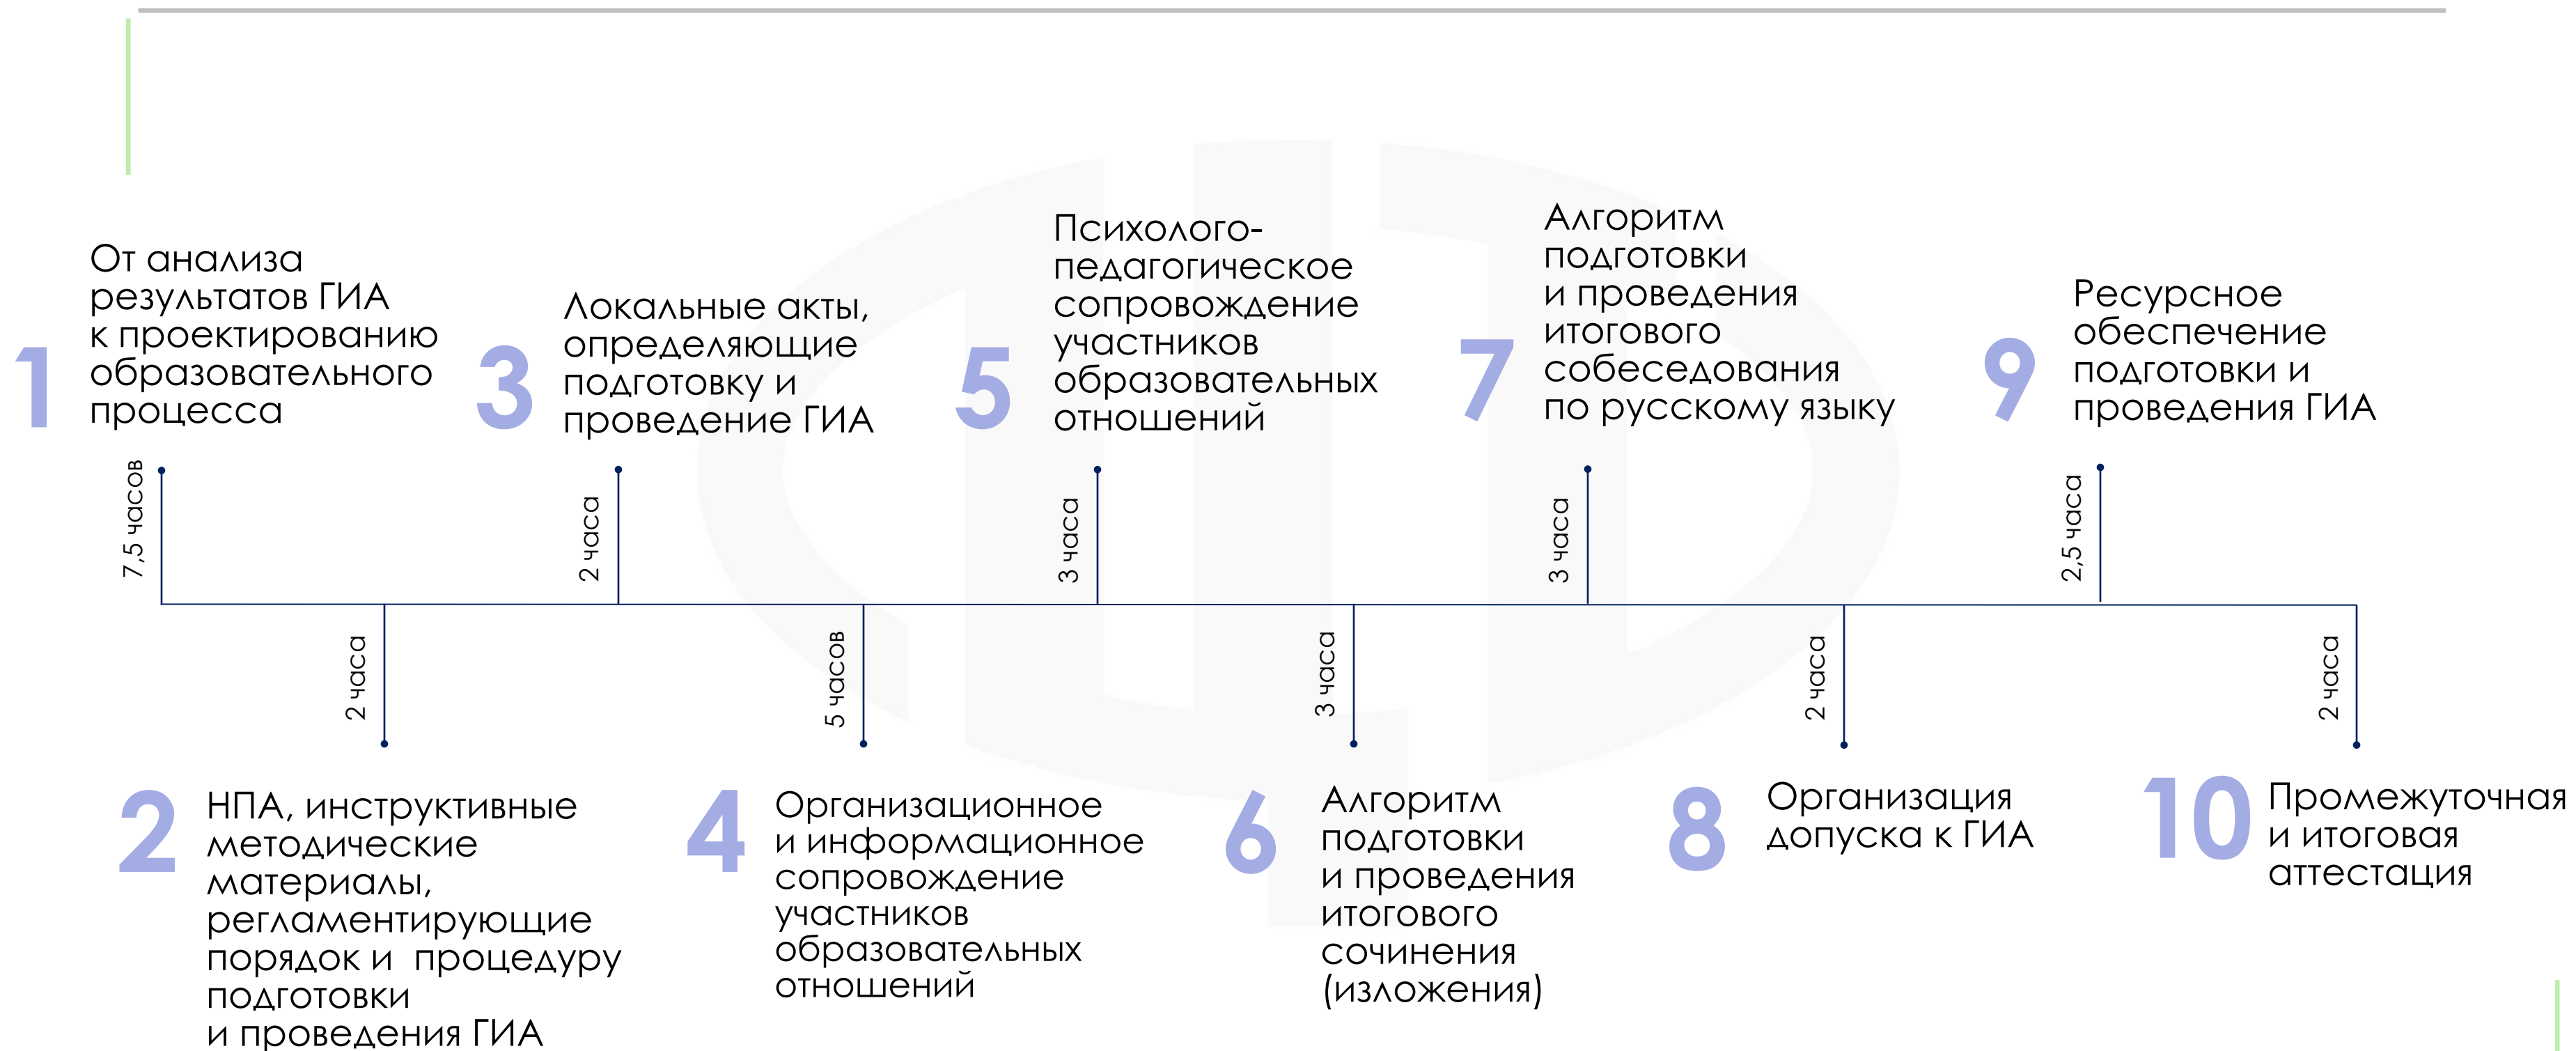 1
От анализа
результатов ГИА
к проектированию
образовательного
процесса
7,5 часов
2
НПА, инструктивные
методические
материалы,
регламентирующие
порядок и процедуру
подготовки
и проведения ГИА
2 часа
3
Локальные акты,
определяющие
подготовку и
проведение ГИА
2 часа
4
Организационное
и информационное
сопровождение
участников
образовательных
отношений
5 часов
5
Психолого-
педагогическое
сопровождение
участников
образовательных
отношений
3 часа
6
Алгоритм
подготовки
и проведения
итогового
сочинения
(изложения)
3 часа
7
Алгоритм
подготовки
и проведения
итогового
собеседования
по русскому языку
3 часа
8
Организация
допуска к ГИА
2 часа
9
Ресурсное
обеспечение
подготовки и
проведения ГИА
2,5 часа
10
Промежуточная
и итоговая
аттестация
2 часа